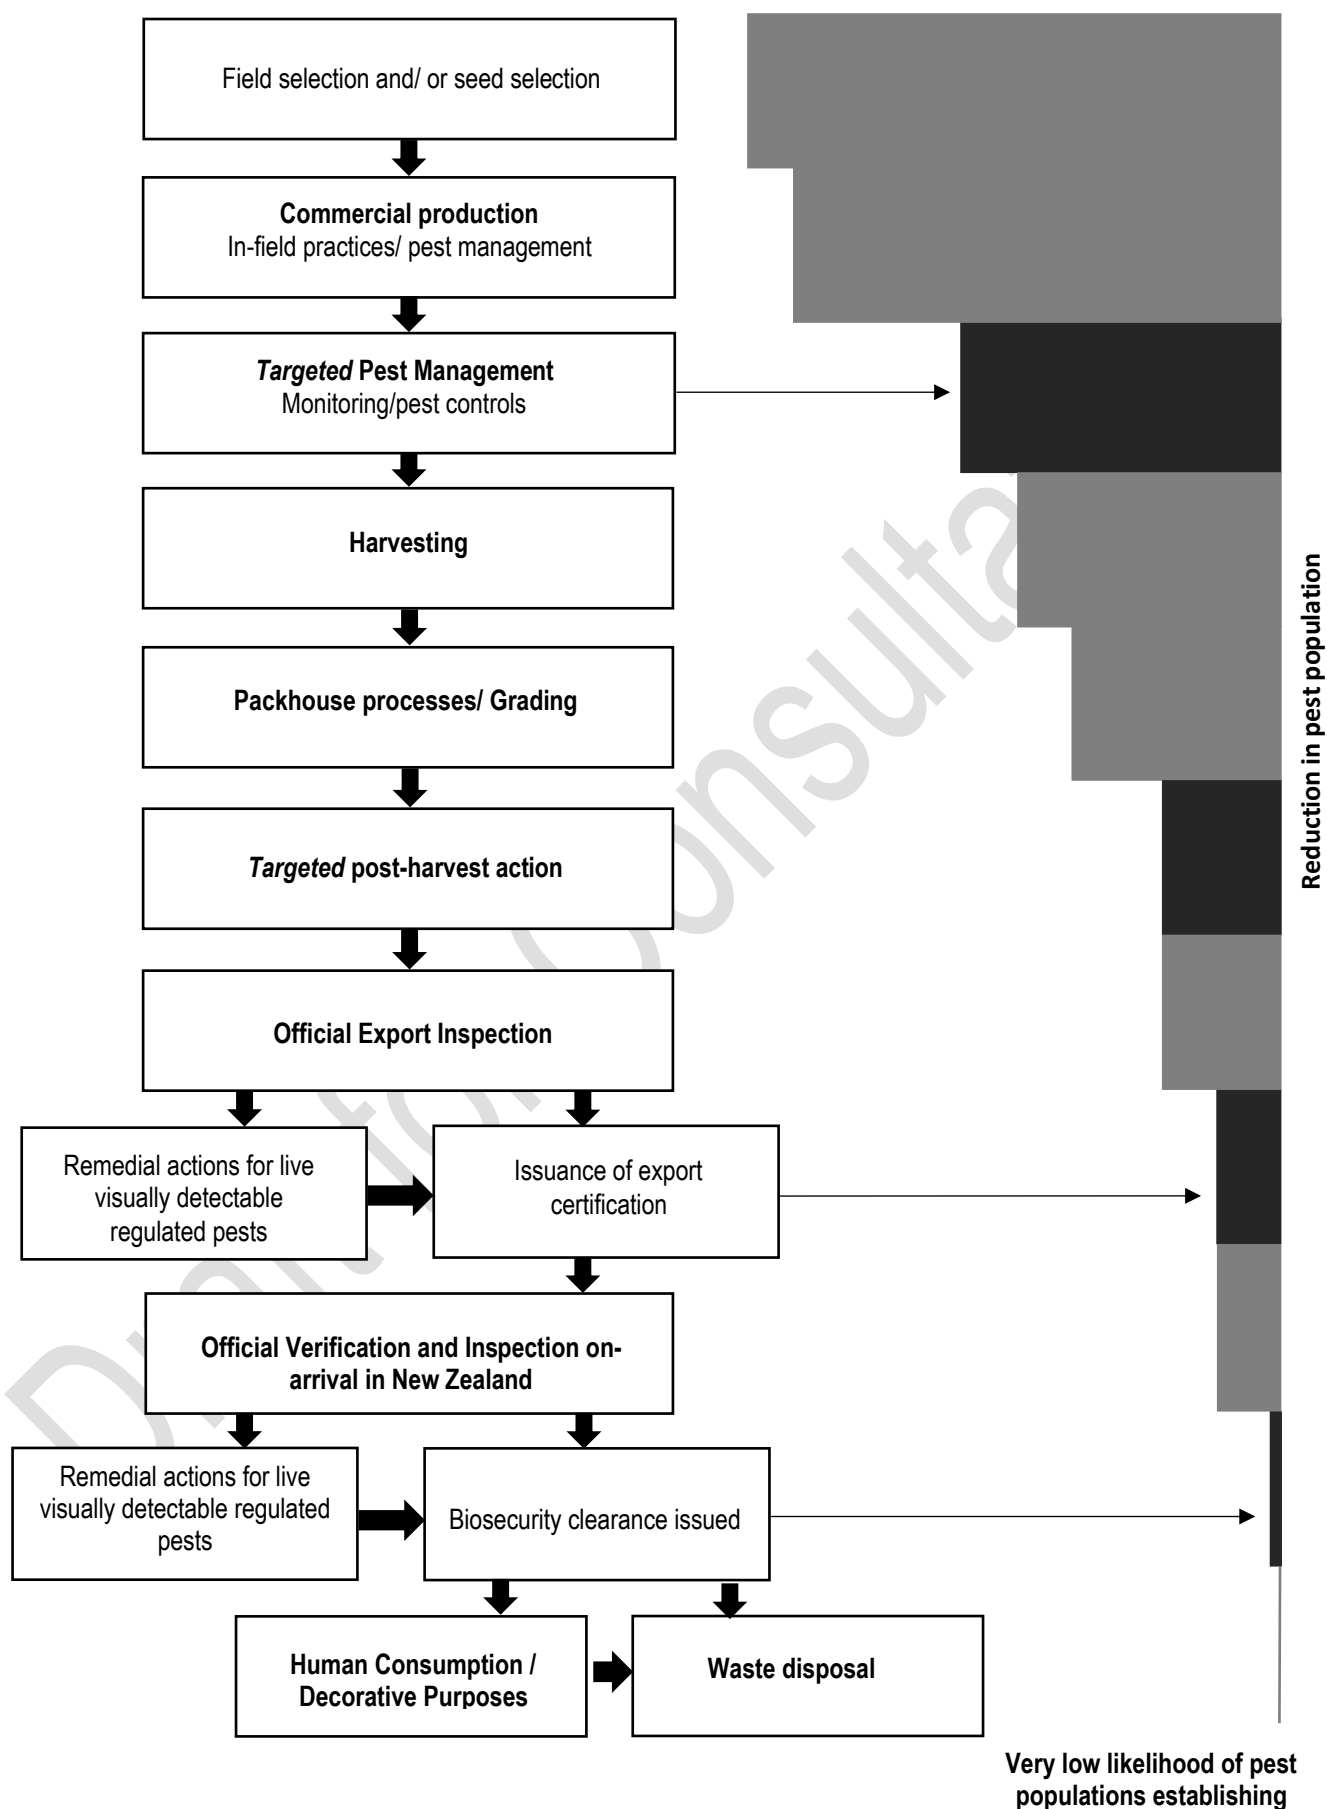 Field selection and/ or seed selection
Commercial production
In-field practices/ pest management
Targeted Pest Management
Monitoring/pest controls
Harvesting
Packhouse processes/ Grading
Targeted post-harvest action
Official Export Inspection
Remedial actions for live
visually detectable
regulated pests
Issuance of export
certification
Official Verification and Inspection on-
arrival in New Zealand
Remedial actions for live
visually detectable regulated
pests
Biosecurity clearance issued
Human Consumption /
Decorative Purposes
Waste disposal
Reduction in pest population
Very low likelihood of pest
populations establishing
Draft for Consulta